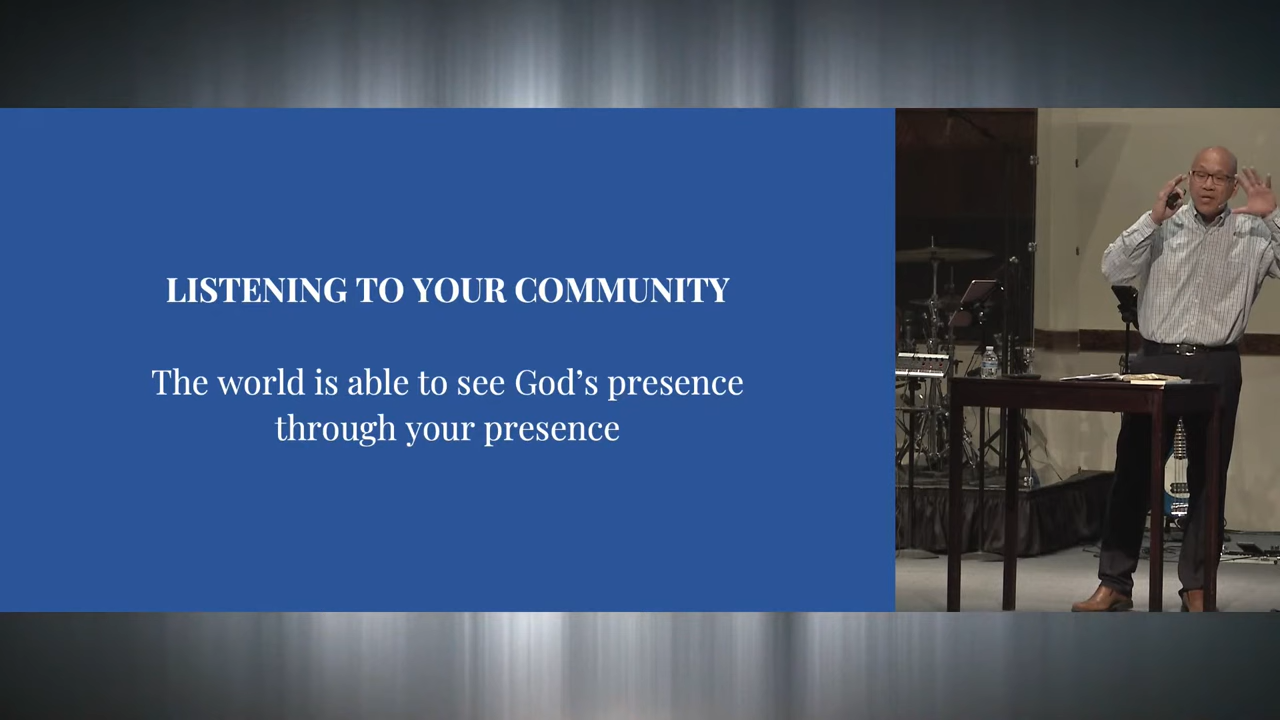 LISTENING TO YOUR COMMUNITY
The world is able to see God’s presence
through your presence